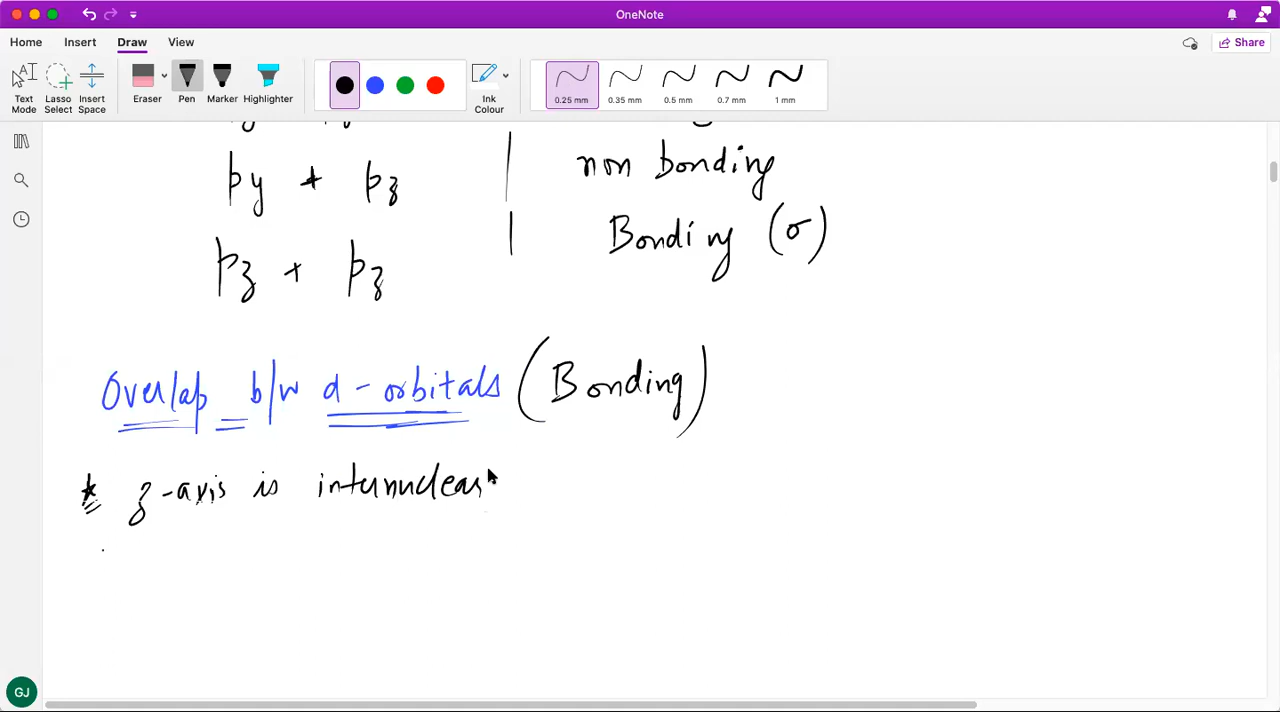 OneNote
Home Insert Draw View
Share
Text Mode Lasso Select Insert Space Eraser Pen Marker Highlighter Ink Colour 0.25 mm 0.35 mm 0.5 mm 0.7 mm 1 mm
non bonding
py + pz
Bonding (σ)
pz + pz
Overlap b/w d-orbitals (Bonding)
* z-axis is internuclear
GJ